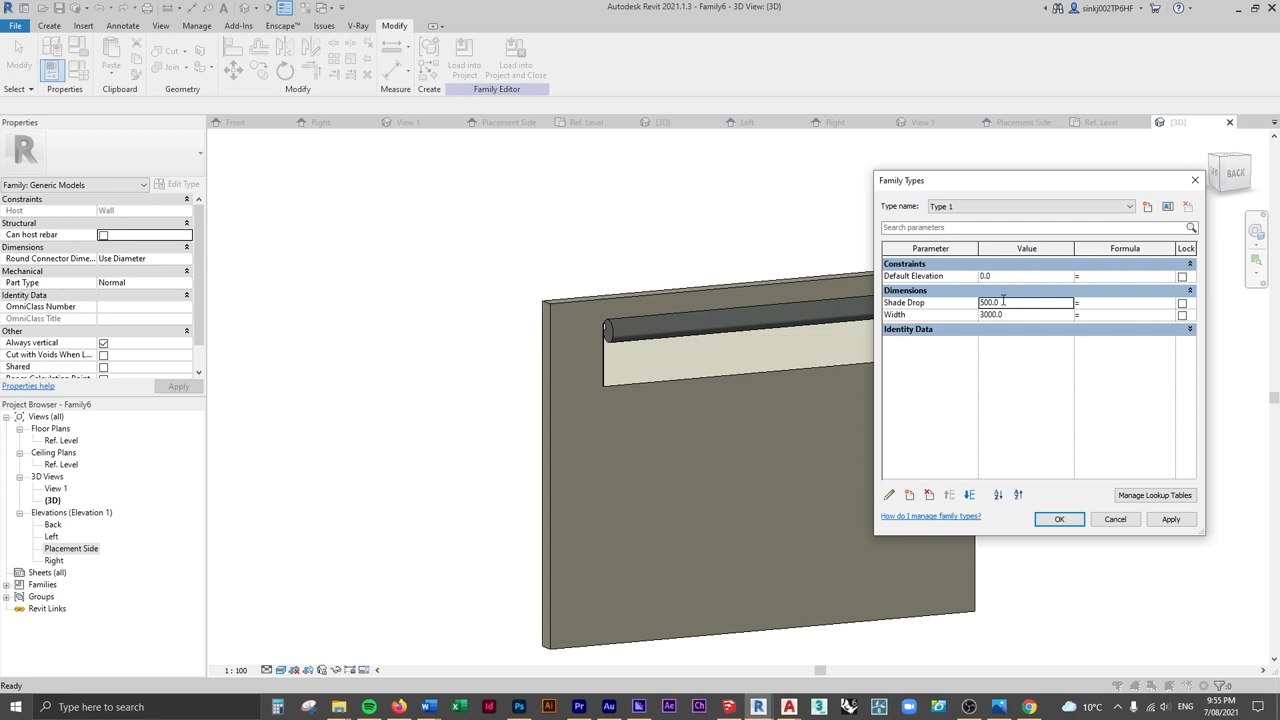 Autodesk Revit 2021.1.3 - Family6 - 3D View: {3D}
sinkj002TP6HF
File Create Insert Annotate View Manage Add-Ins Enscape™ Issues V-Ray Modify
Modify
Cut
Join
Paste
Load into Project
Load into Project and Close
Select Properties Clipboard Geometry Modify Measure Create Family Editor
Properties
Front Right View 1 Placement Side Ref. Level {3D} Left Right View 1 Placement Side Ref. Level {3D}
Family: Generic Models
Edit Type
Constraints
Host Wall
Structural
Can host rebar
Dimensions
Round Connector Dime... Use Diameter
Mechanical
Part Type Normal
Identity Data
OmniClass Number
OmniClass Title
Other
Always vertical
Cut with Voids When L...
Shared
Properties help
Apply
Project Browser - Family6
Views (all)
Floor Plans
Ref. Level
Ceiling Plans
Ref. Level
3D Views
View 1
{3D}
Elevations (Elevation 1)
Back
Left
Placement Side
Right
Sheets (all)
Families
Groups
Revit Links
BACK
Family Types
Type name: Type 1
Search parameters
Parameter Value Formula Lock
Constraints
Default Elevation 0.0 =
Dimensions
Shade Drop 500.0 =
Width 3000.0 =
Identity Data
Manage Lookup Tables
How do I manage family types?
OK Cancel Apply
1 : 100
Ready
:0
Type here to search
10°C
9:55 PM
7/08/2021